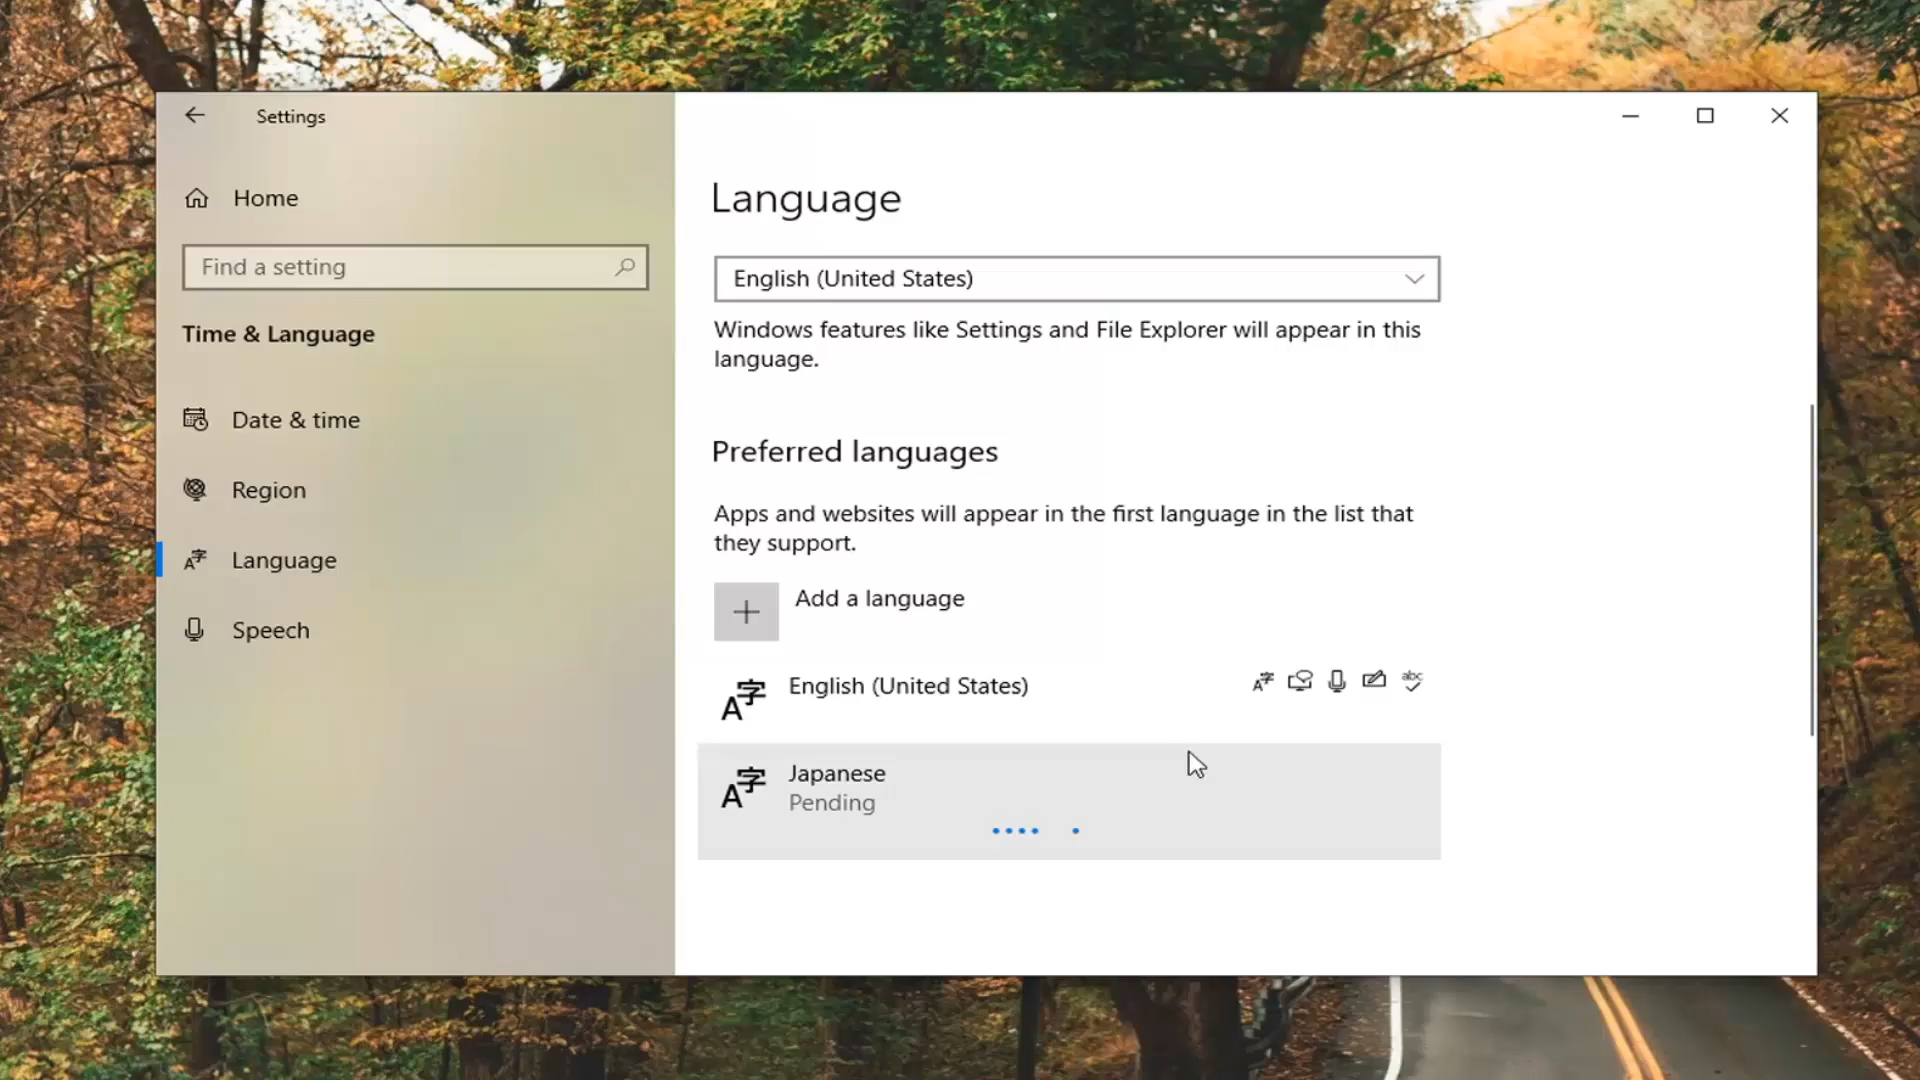 Settings
Home
Find a setting
Time & Language
Date & time
Region
Language
Speech
Language
English (United States)
Windows features like Settings and File Explorer will appear in this
language.
Preferred languages
Apps and websites will appear in the first language in the list that
they support.
Add a language
English (United States)
Japanese
Pending